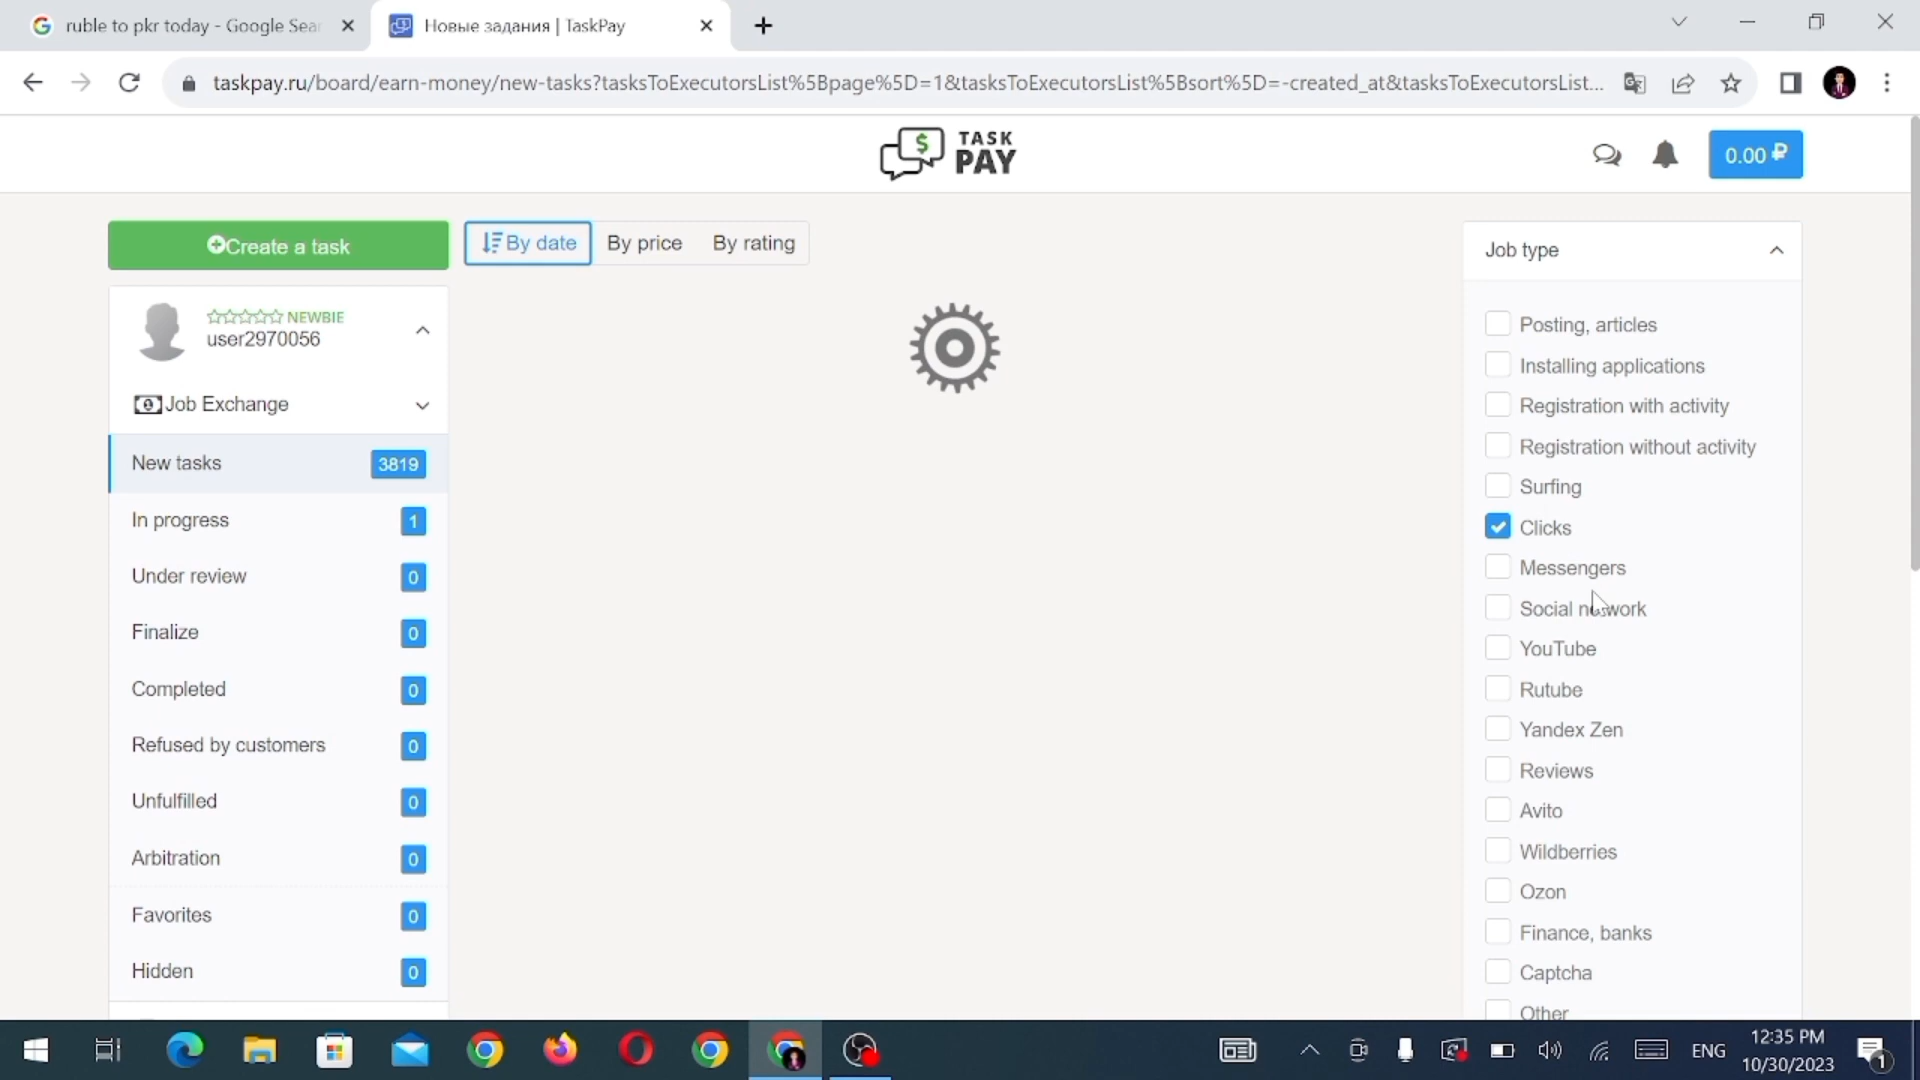 ruble to pkr today - Google Sear
Новые задания | TaskPay
taskpay.ru/board/earn-money/new-tasks?tasksToExecutorsList%5Bpage%5D=1&tasksToExecutorsList%5Bsort%5D=-created_at&tasksToExecutorsList...
$ TASK
PAY
0.00 ₽
Create a task
By date
By price
By rating
Job type
NEWBIE
user2970056
Job Exchange
New tasks 3819
In progress 1
Under review 0
Finalize 0
Completed 0
Refused by customers 0
Unfulfilled 0
Arbitration 0
Favorites 0
Hidden 0
Posting, articles
Installing applications
Registration with activity
Registration without activity
Surfing
Clicks
Messengers
Social network
YouTube
Rutube
Yandex Zen
Reviews
Avito
Wildberries
Ozon
Finance, banks
Captcha
Other
ENG
12:35 PM
10/30/2023
1